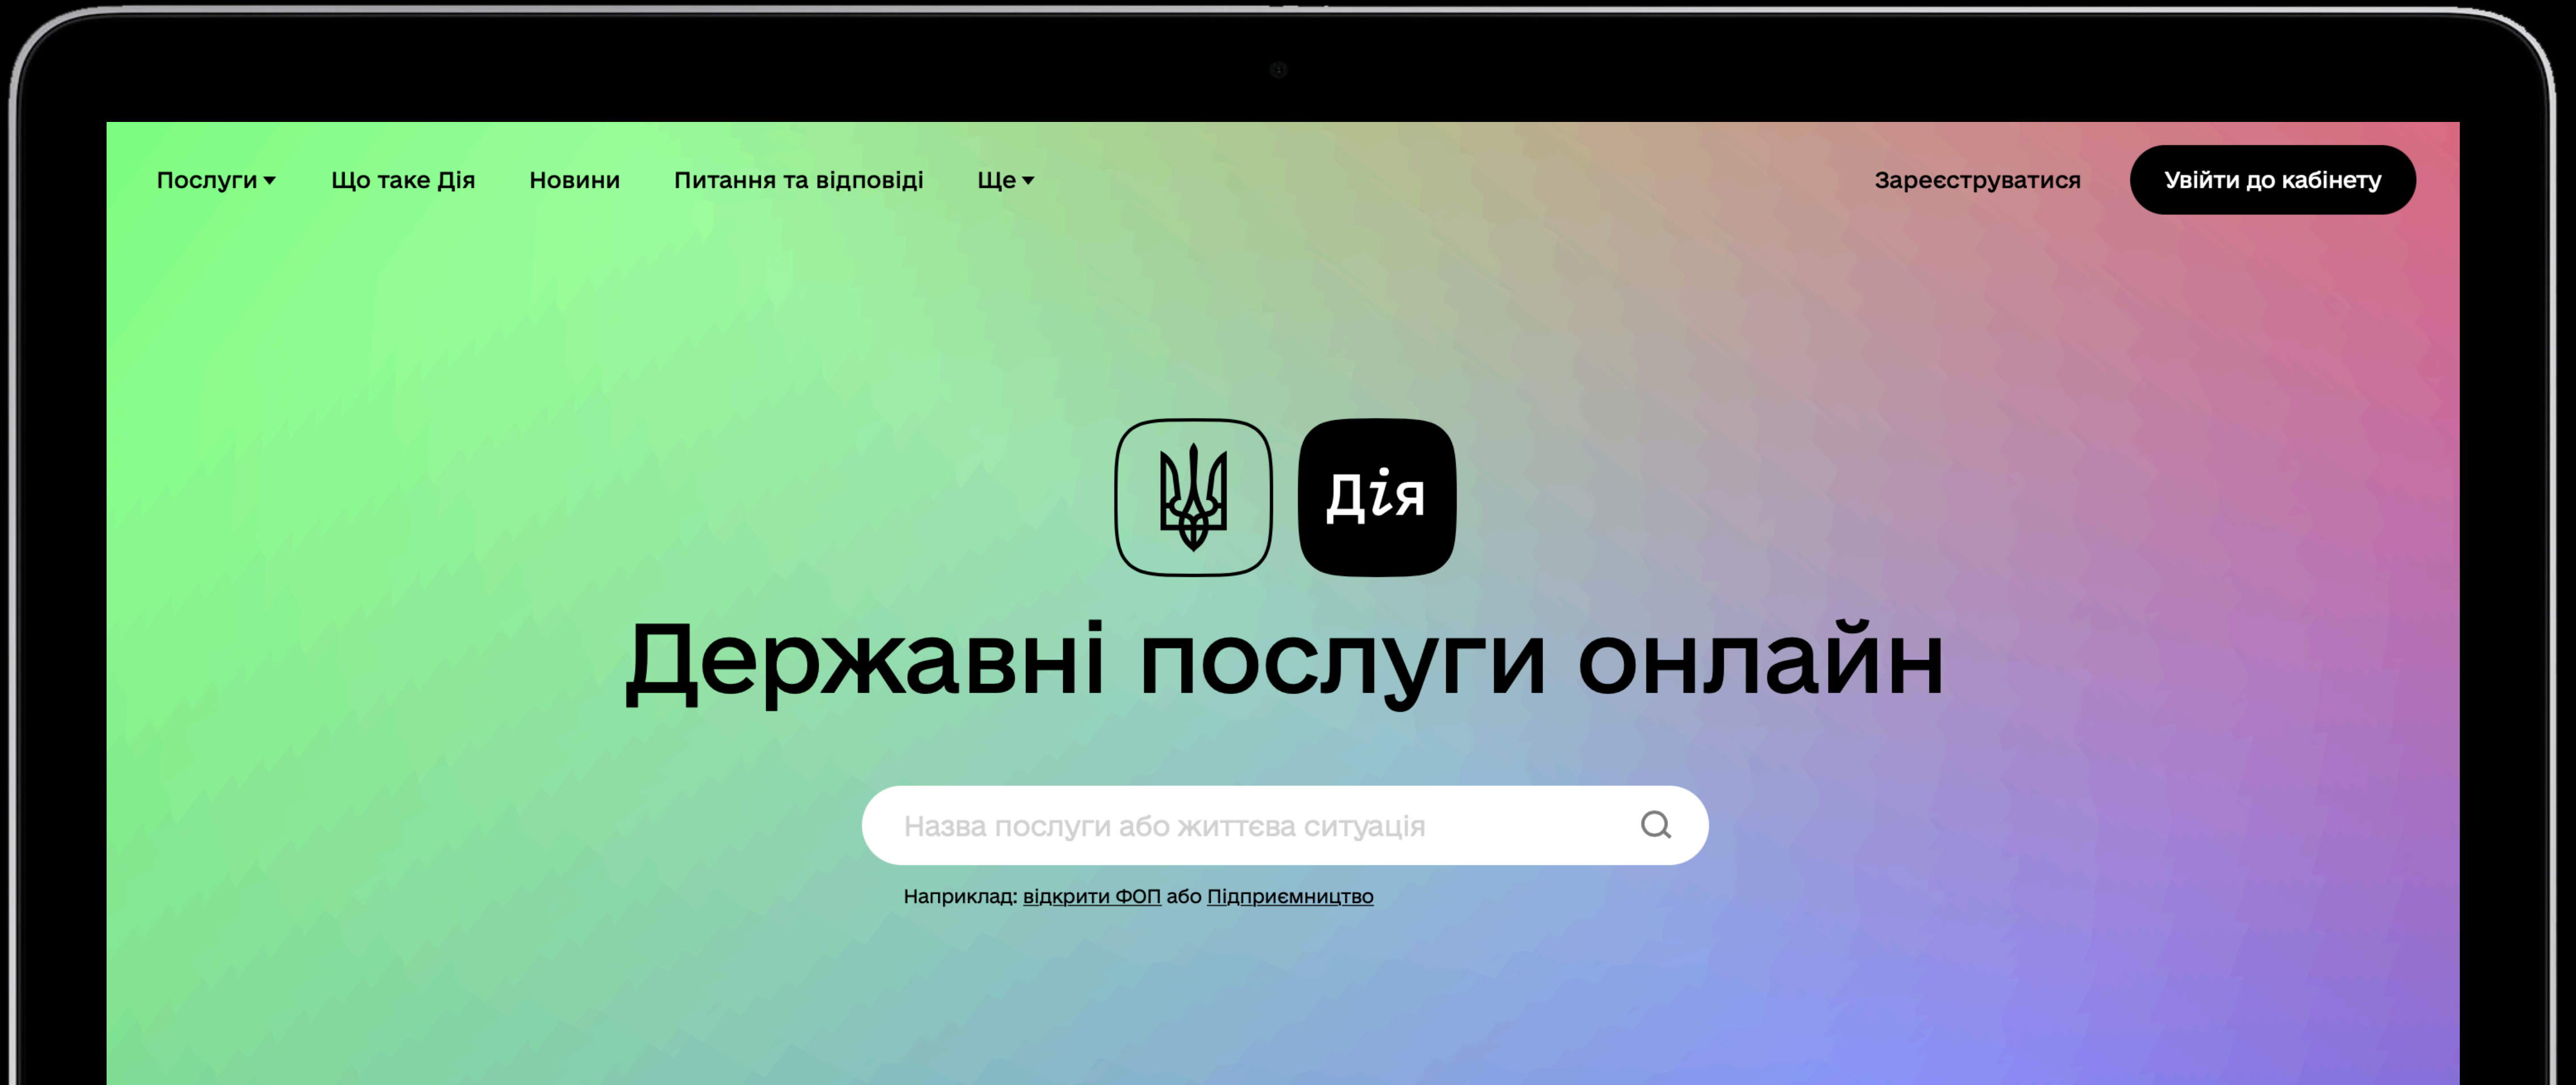 Послуги Що таке Дія Новини Питання та відповіді Ще Зареєструватися Увійти до кабінету
Дія
Державні послуги онлайн
Назва послуги або життєва ситуація
Наприклад: відкрити ФОП або Підприємництво